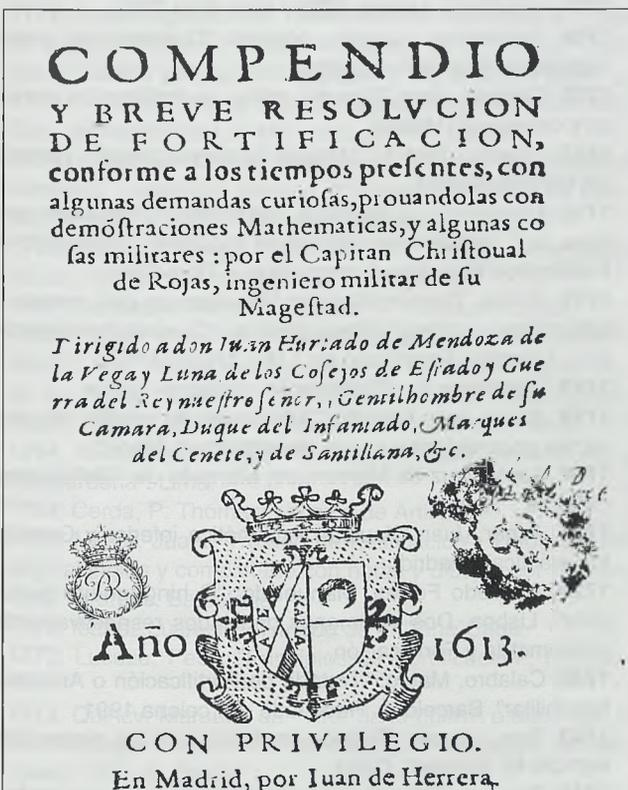 COMPENDIO
Y BREVE RESOLVCION
DE FORTIFICACION,
conforme a los tiempos presentes, con
algunas demandas curiosas, prouandolas con
demōstraciones Mathematicas, y algunas co
sas militares : por el Capitan Christoual
de Rojas, ingeniero militar de su
Magestad.
Dirigido a don Iuan Hurtado de Mendoza de
la Vega y Luna de los Cōsejos de Estado y Gue
rra del Rey nuestro señor, , Gentilhombre de su
Camara, Duque del Infantado, Marques
del Cenete, y de Santillana, &c.
AVE MARIA
Año 1613.
CON PRIVILEGIO.
En Madrid, por Iuan de Herrera,